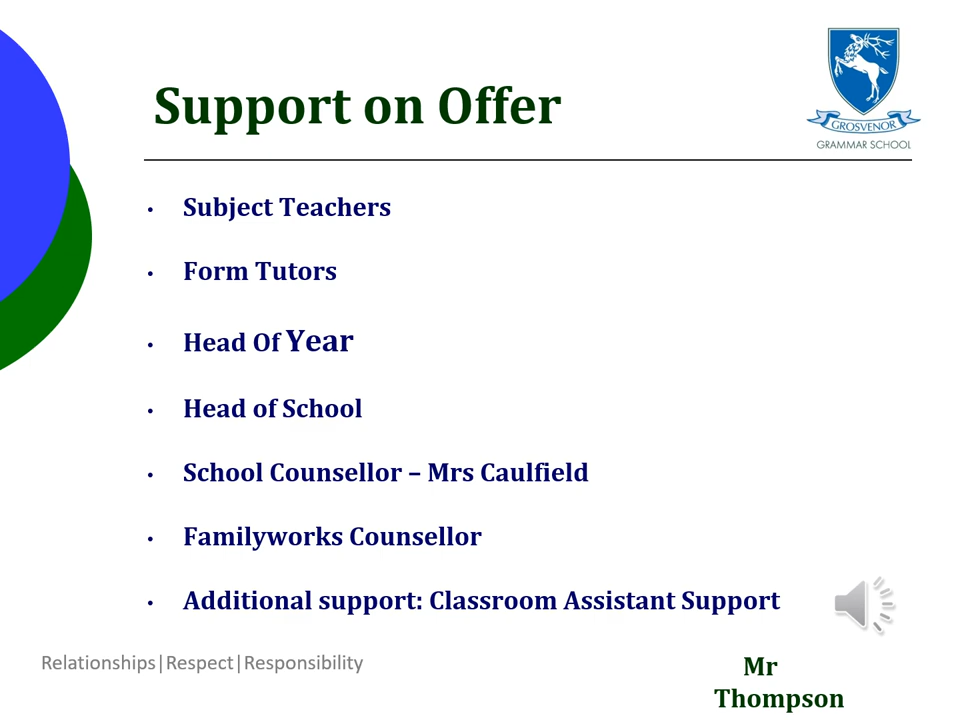 Support on Offer
GROSVENOR
GRAMMAR SCHOOL
• Subject Teachers
• Form Tutors
• Head Of Year
• Head of School
• School Counsellor – Mrs Caulfield
• Familyworks Counsellor
• Additional support: Classroom Assistant Support
Relationships|Respect|Responsibility
Mr
Thompson